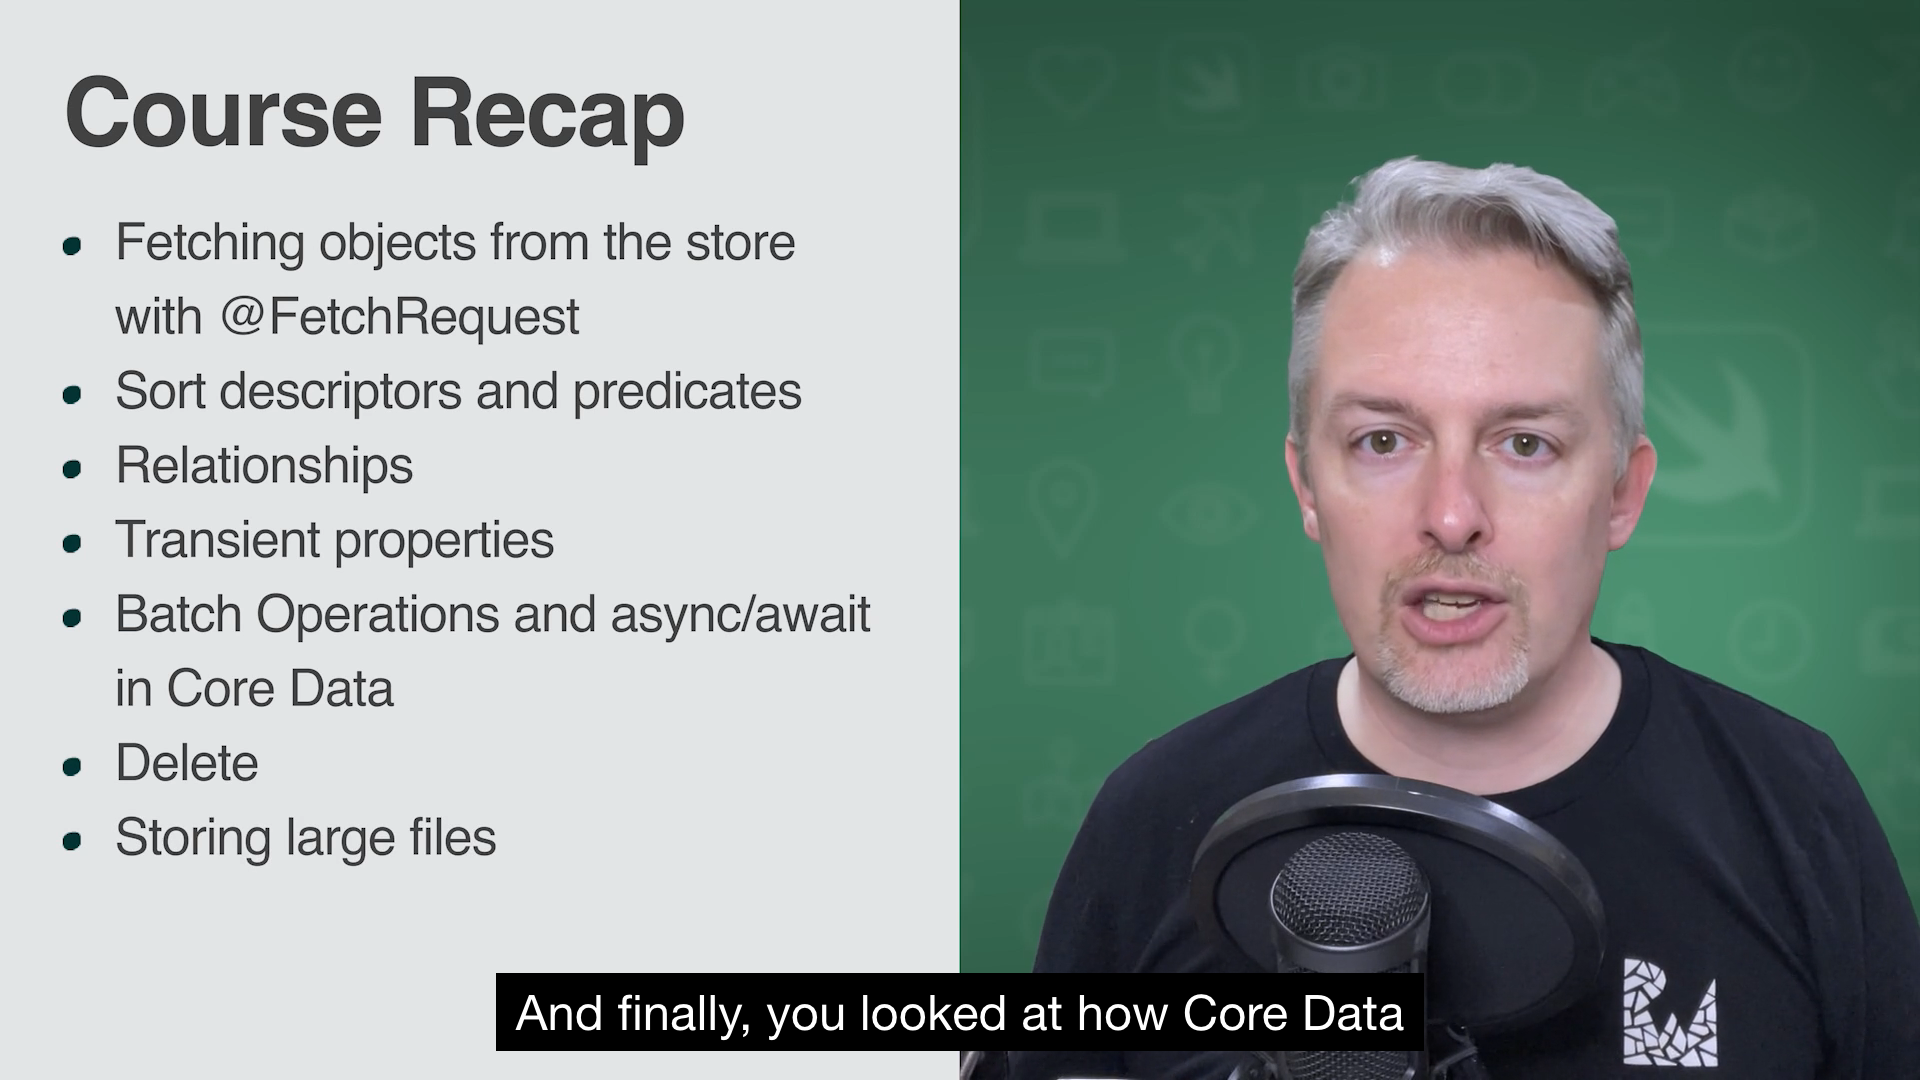 Course Recap
Fetching objects from the store
with @FetchRequest
Sort descriptors and predicates
Relationships
Transient properties
Batch Operations and async/await
in Core Data
Delete
Storing large files
And finally, you looked at how Core Data